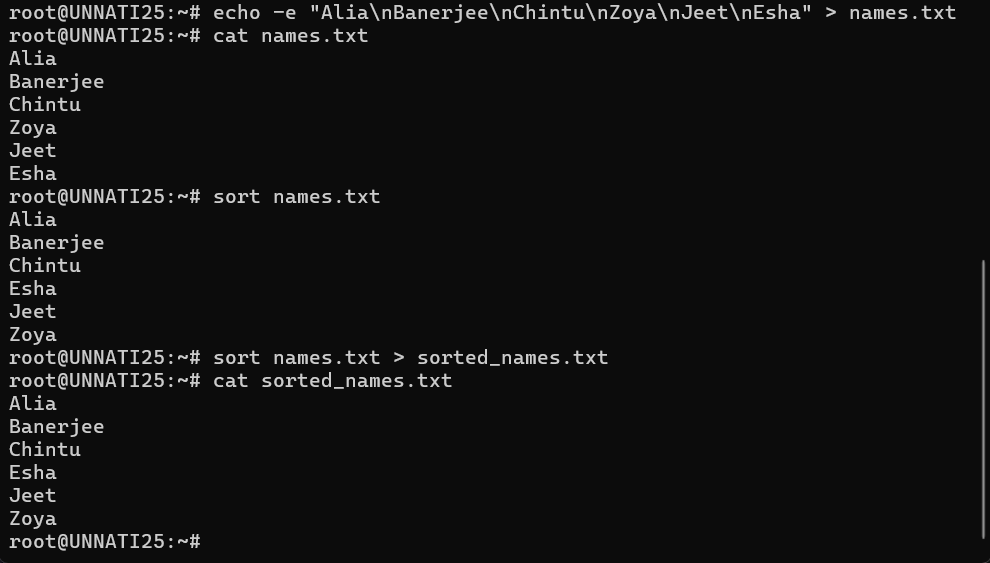 root@UNNATI25:~# echo -e "Alia\nBanerjee\nChintu\nZoya\nJeet\nEsha" > names.txt
root@UNNATI25:~# cat names.txt
Alia
Banerjee
Chintu
Zoya
Jeet
Esha
root@UNNATI25:~# sort names.txt
Alia
Banerjee
Chintu
Esha
Jeet
Zoya
root@UNNATI25:~# sort names.txt > sorted_names.txt
root@UNNATI25:~# cat sorted_names.txt
Alia
Banerjee
Chintu
Esha
Jeet
Zoya
root@UNNATI25:~#